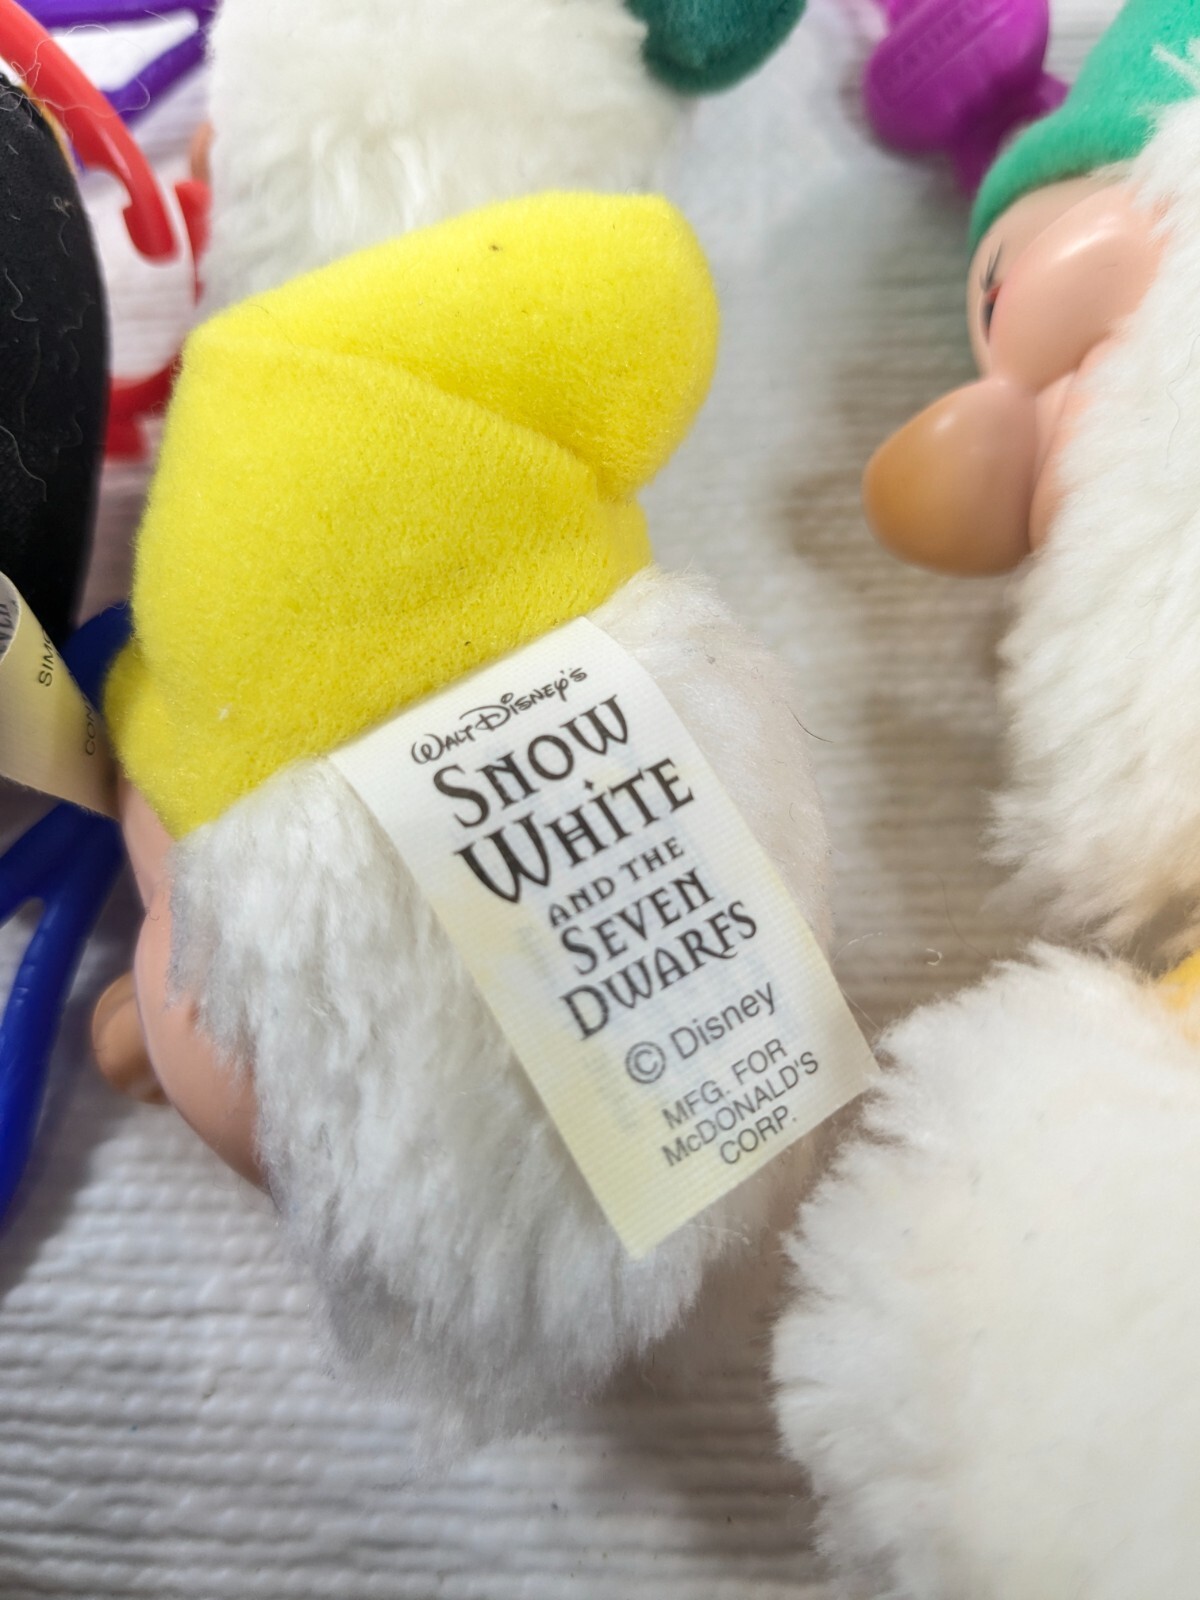 WALT DISNEY'S
SNOW
WHITE
AND THE
SEVEN
DWARFS
© Disney
MFG. FOR
McDONALD'S
CORP.